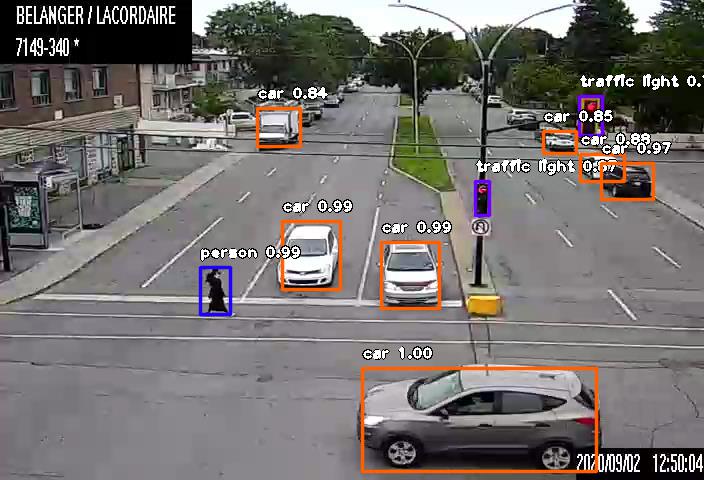 BELANGER / LACORDAIRE
7149-340 *
car 0.84
traffic light 0.
car 0.85
0.88
car 0.97
traffic light
car 0.99
car 0.99
person 0.99
car 1.00
2020/09/02 12:50:04